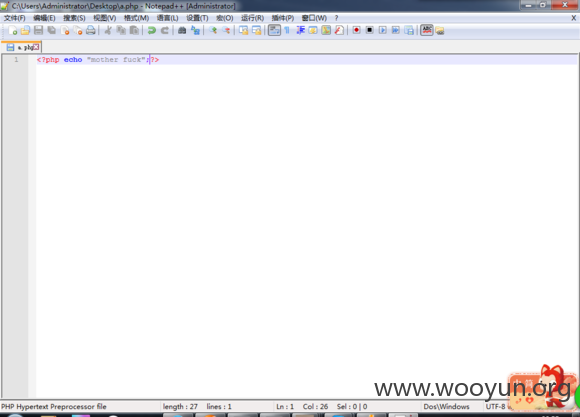 C:\Users\Administrator\Desktop\a.php - Notepad++ [Administrator]
文件(F) 编辑(E) 搜索(S) 视图(V) 格式(M) 语言(L) 设置(T) 宏(O) 运行(R) 插件(P) 窗口(W) ? X
a.php
1 <?php echo "mother fuck";?>
www.wooyun.org
PHP Hypertext Preprocessor file length : 27 lines : 1 Ln : 1 Col : 26 Sel : 0 | 0 Dos\Windows UTF-8